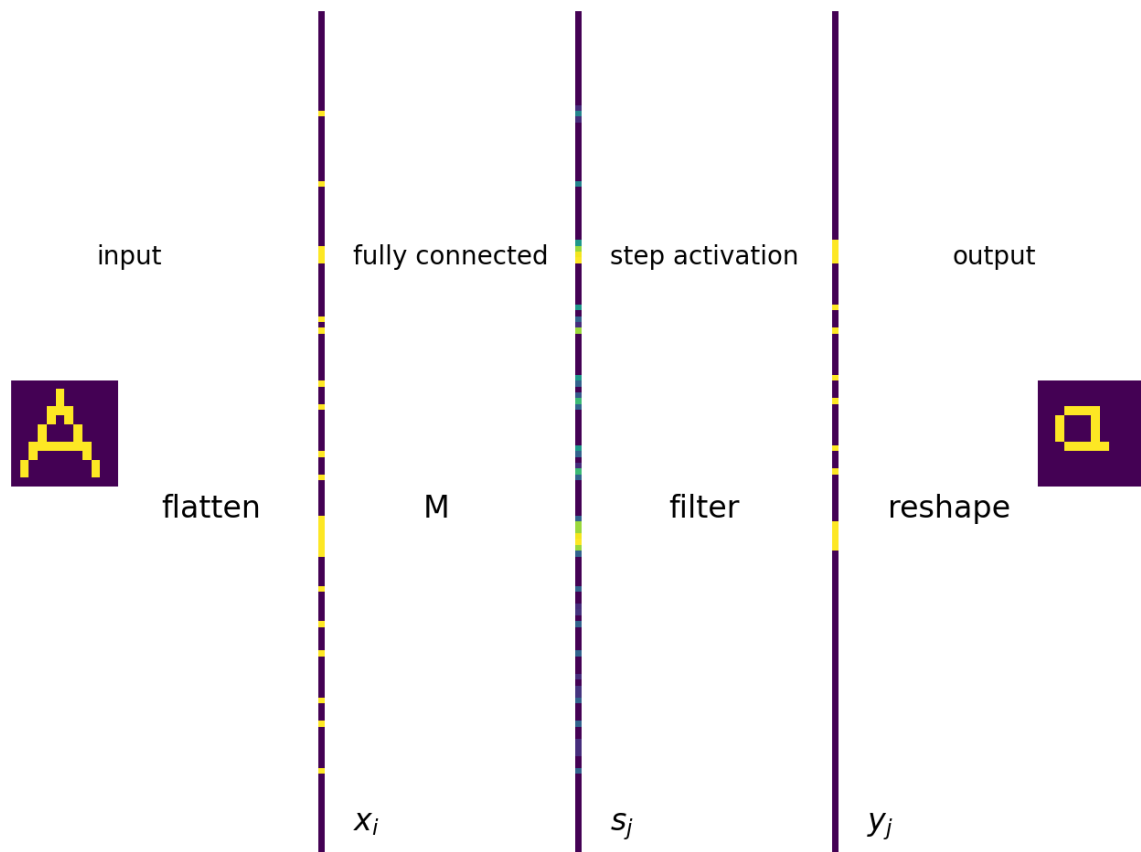 input fully connected step activation output
A a
flatten M filter reshape
x_i s_j y_j